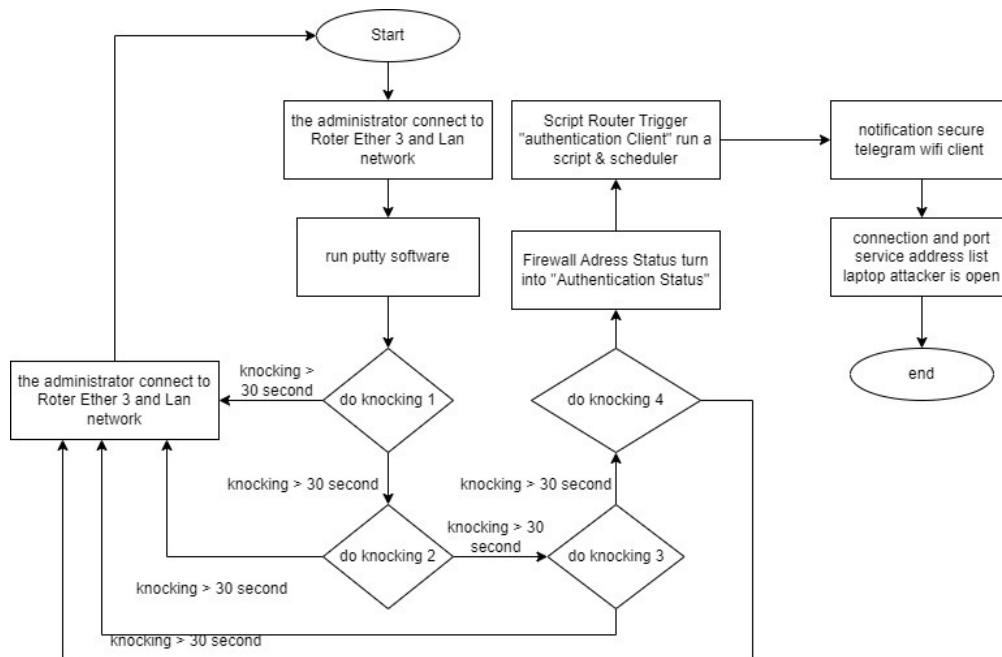 Start
the administrator connect to
Roter Ether 3 and Lan
network
run putty software
do knocking 1
knocking >
30 second
the administrator connect to
Roter Ether 3 and Lan
network
knocking > 30 second
do knocking 2
knocking > 30 second
knocking > 30
second
do knocking 3
knocking > 30 second
knocking > 30 second
do knocking 4
Firewall Adress Status turn
into "Authentication Status"
Script Router Trigger
"authentication Client" run a
script & scheduler
notification secure
telegram wifi client
connection and port
service address list
laptop attacker is open
end